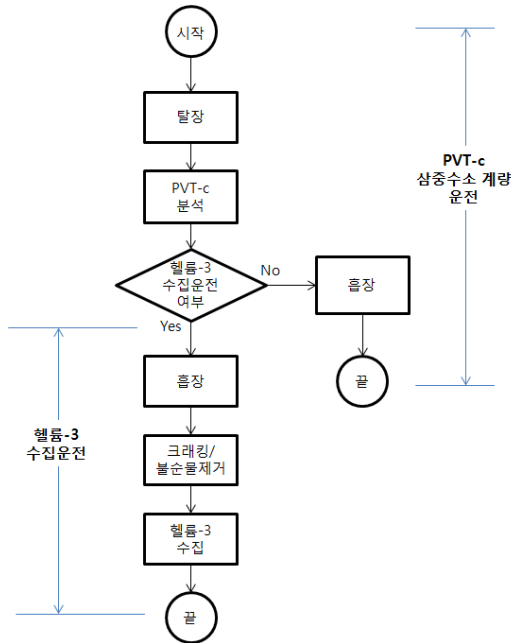 시작
탈장
PVT-c
분석
헬륨-3
수집운전
여부
No
흡장
끝
Yes
흡장
크래킹/
불순물제거
헬륨-3
수집
끝
PVT-c
삼중수소 계량
운전
헬륨-3
수집운전